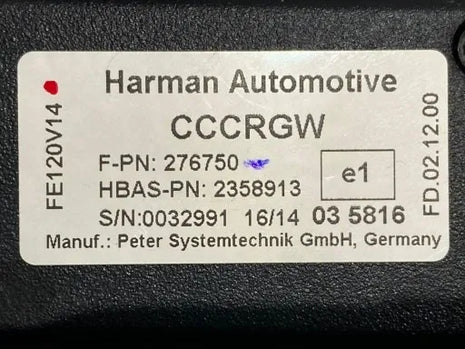 Harman Automotive
CCCRGW
F-PN: 276750
HBAS-PN: 2358913
e1
S/N:0032991 16/14 03 5816
Manuf.: Peter Systemtechnik GmbH, Germany
FE120V14
FD.02.12.00